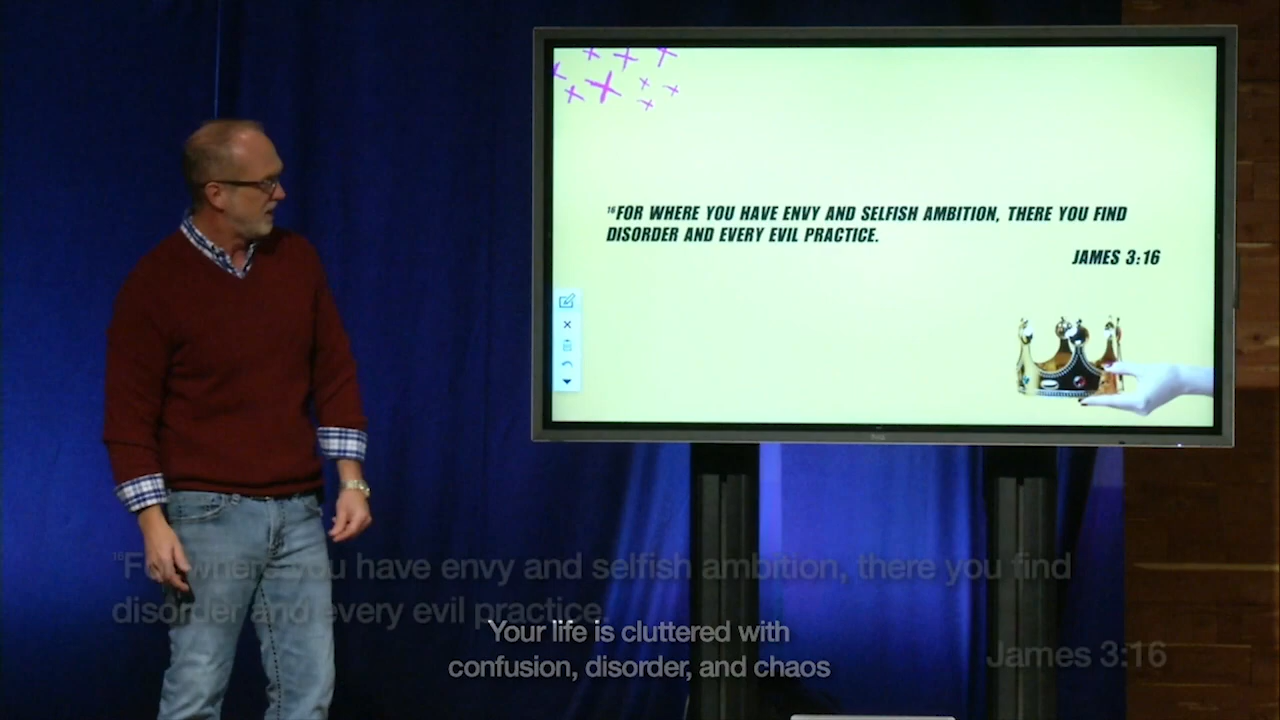 ¹⁶FOR WHERE YOU HAVE ENVY AND SELFISH AMBITION, THERE YOU FIND
DISORDER AND EVERY EVIL PRACTICE.
JAMES 3:16
¹⁶For where you have envy and selfish ambition, there you find
disorder and every evil practice.
James 3:16
Your life is cluttered with
confusion, disorder, and chaos